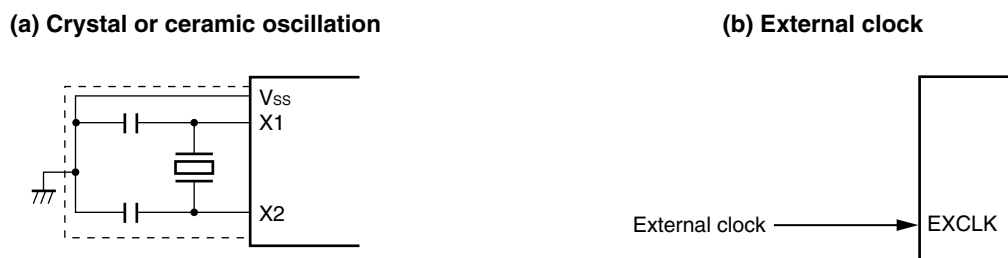 (a) Crystal or ceramic oscillation
(b) External clock
VSS
X1
X2
External clock
EXCLK